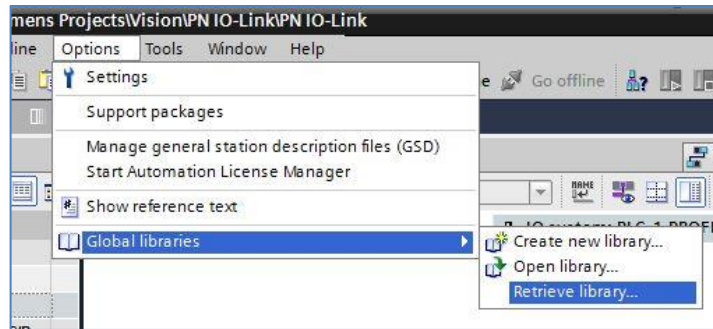 mens Projects\Vision\PN IO-Link\PN IO-Link
line Options Tools Window Help
Settings
e Go offline
Support packages
Manage general station description files (GSD)
Start Automation License Manager
NAME
Show reference text
IO system: PLC_1.PROFI
Global libraries
Create new library...
Open library...
Retrieve library...